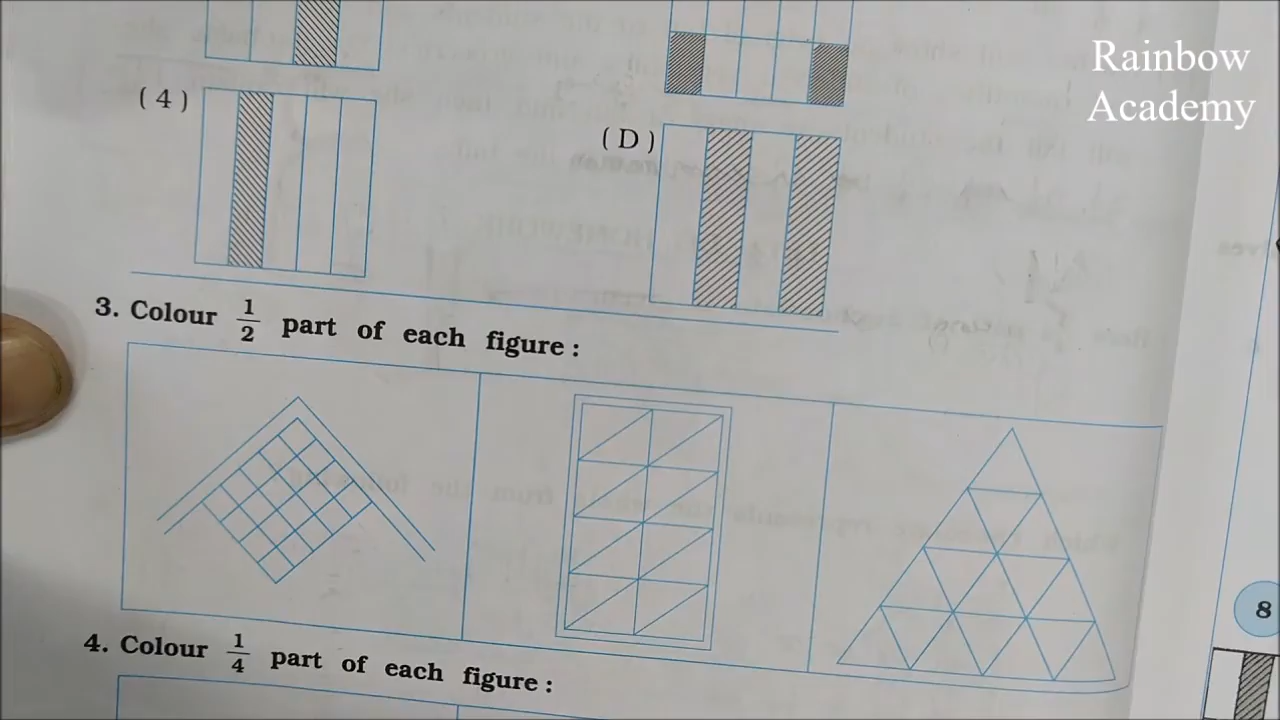 Rainbow
Academy
( 4 )
( D )
3. Colour 1/2 part of each figure :
4. Colour 1/4 part of each figure :
8